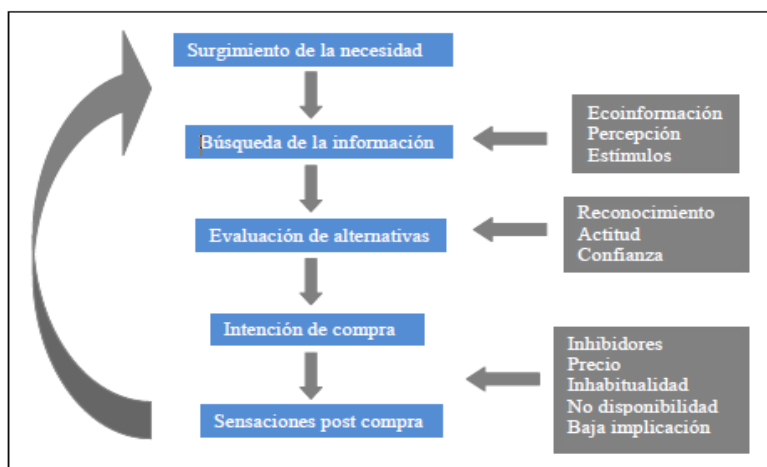 Surgimiento de la necesidad
Búsqueda de la información
Ecoinformación
Percepción
Estímulos
Evaluación de alternativas
Reconocimiento
Actitud
Confianza
Intención de compra
Inhibidores
Precio
Inhabitualidad
No disponibilidad
Baja implicación
Sensaciones post compra